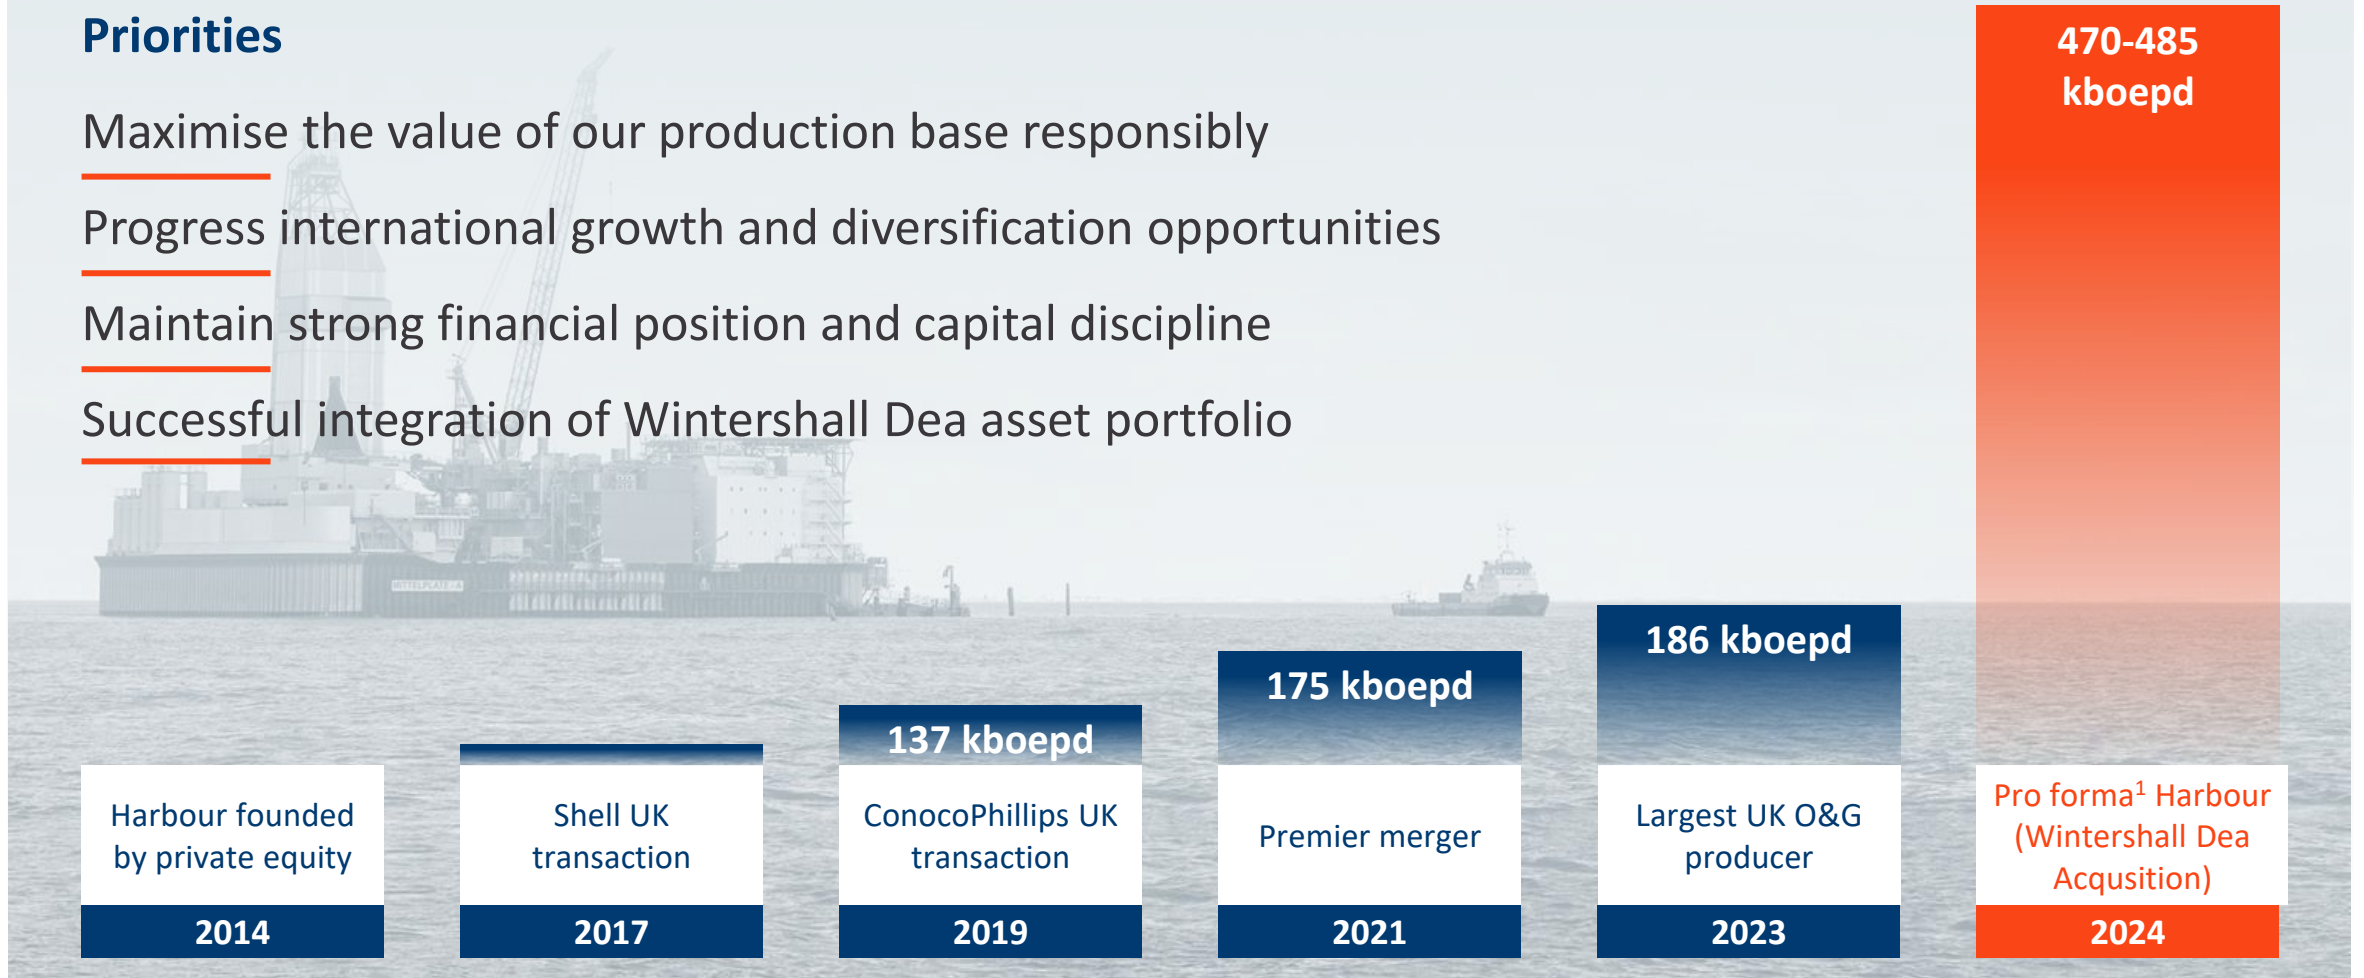 Priorities
Maximise the value of our production base responsibly
Progress international growth and diversification opportunities
Maintain strong financial position and capital discipline
Successful integration of Wintershall Dea asset portfolio
470-485
kboepd
186 kboepd
175 kboepd
137 kboepd
Harbour founded
by private equity
2014
Shell UK
transaction
2017
ConocoPhillips UK
transaction
2019
Premier merger
2021
Largest UK O&G
producer
2023
Pro forma¹ Harbour
(Wintershall Dea
Acqusition)
2024